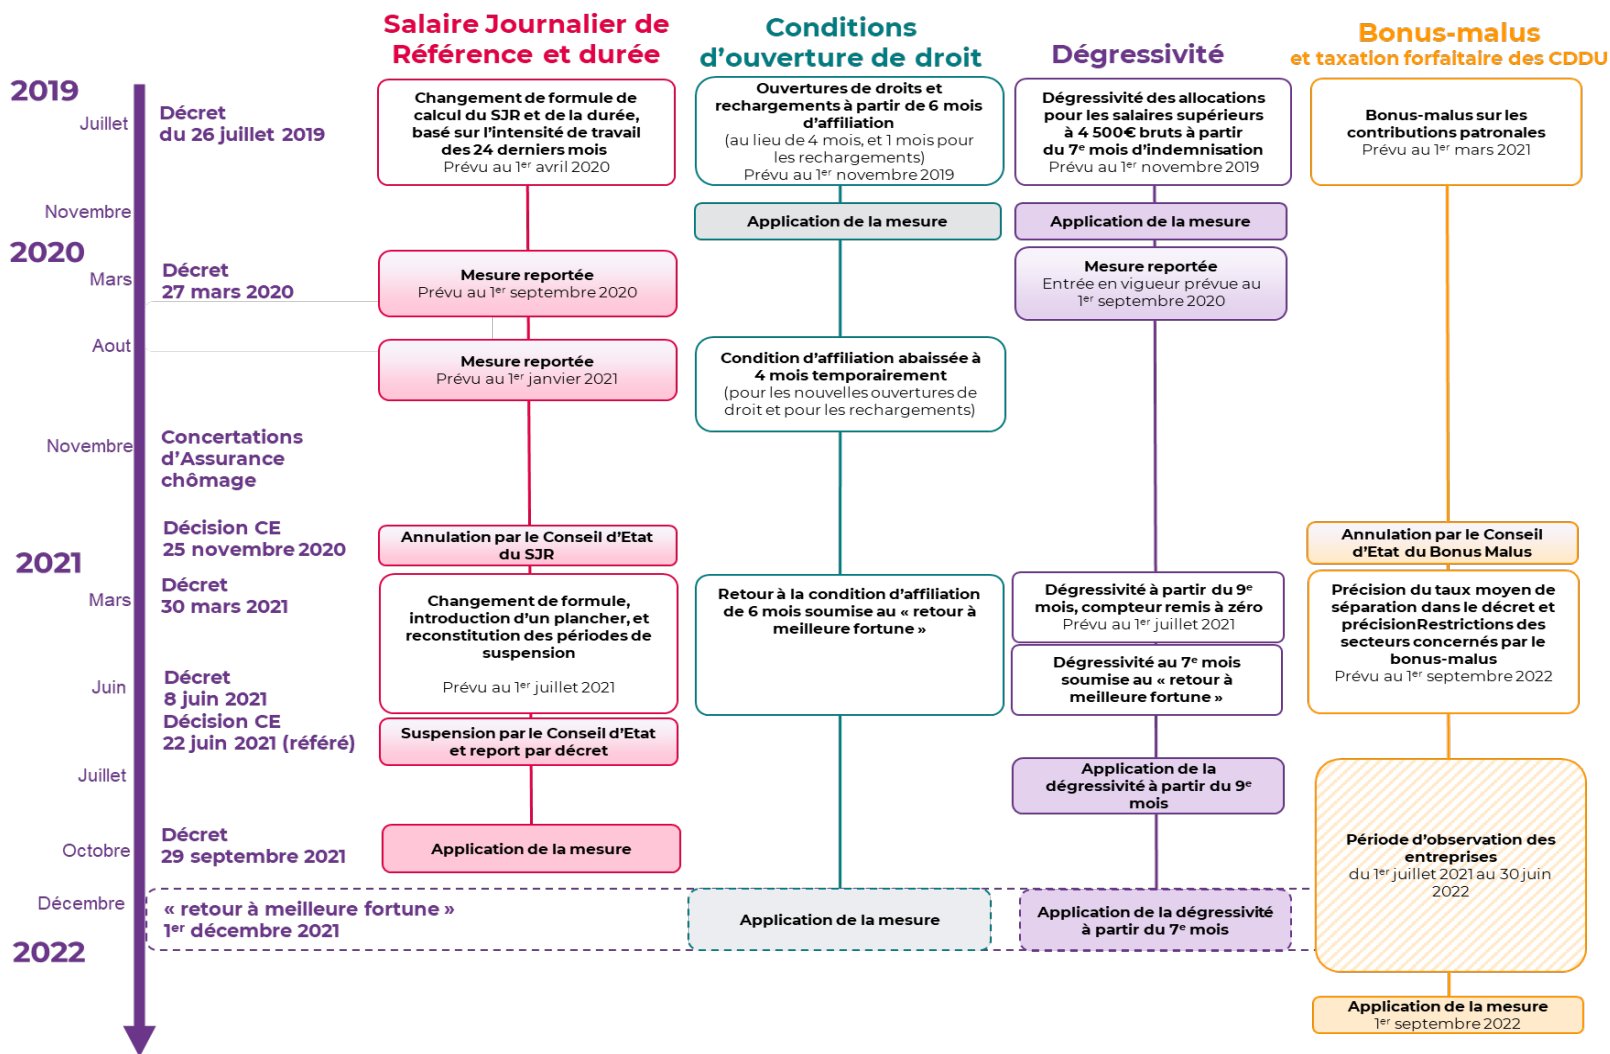 Salaire Journalier de
Référence et durée
Conditions
d’ouverture de droit
Dégressivité
Bonus-malus
et taxation forfaitaire des CDDU
2019
Juillet
Décret
du 26 juillet 2019
Changement de formule de
calcul du SJR et de la durée,
basé sur l’intensité de travail
des 24 derniers mois
Prévu au 1er avril 2020
Ouvertures de droits et
rechargements à partir de 6 mois
d’affiliation
(au lieu de 4 mois, et 1 mois pour
les rechargements)
Prévu au 1er novembre 2019
Dégressivité des allocations
pour les salaires supérieurs
à 4 500€ bruts à partir
du 7e mois d’indemnisation
Prévu au 1er novembre 2019
Bonus-malus sur les
contributions patronales
Prévu au 1er mars 2021
Novembre
Application de la mesure
Application de la mesure
2020
Mars
Décret
27 mars 2020
Mesure reportée
Prévu au 1er septembre 2020
Mesure reportée
Entrée en vigueur prévue au
1er septembre 2020
Aout
Mesure reportée
Prévu au 1er janvier 2021
Condition d’affiliation abaissée à
4 mois temporairement
(pour les nouvelles ouvertures de
droit et pour les rechargements)
Novembre
Concertations
d’Assurance
chômage
Décision CE
25 novembre 2020
Annulation par le Conseil d’Etat
du SJR
Annulation par le Conseil
d’Etat du Bonus Malus
2021
Mars
Décret
30 mars 2021
Changement de formule,
introduction d’un plancher, et
reconstitution des périodes de
suspension
Prévu au 1er juillet 2021
Retour à la condition d’affiliation
de 6 mois soumise au « retour à
meilleure fortune »
Dégressivité à partir du 9e
mois, compteur remis à zéro
Prévu au 1er juillet 2021
Dégressivité au 7e mois
soumise au « retour à
meilleure fortune »
Précision du taux moyen de
séparation dans le décret et
précisionRestrictions des
secteurs concernés par le
bonus-malus
Prévu au 1er septembre 2022
Juin
Décret
8 juin 2021
Décision CE
22 juin 2021 (référé)
Suspension par le Conseil d’Etat
et report par décret
Juillet
Application de la
dégressivité à partir du 9e
mois
Octobre
Décret
29 septembre 2021
Application de la mesure
Période d’observation des
entreprises
du 1er juillet 2021 au 30 juin
2022
Décembre
« retour à meilleure fortune »
1er décembre 2021
Application de la mesure
Application de la dégressivité
à partir du 7e mois
2022
Application de la mesure
1er septembre 2022